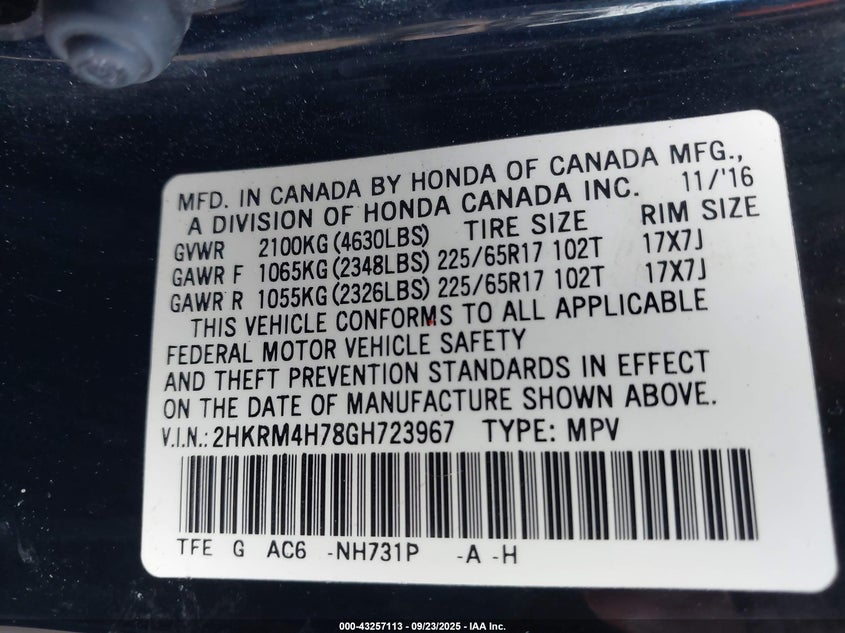 MFD. IN CANADA BY HONDA OF CANADA MFG.,
A DIVISION OF HONDA CANADA INC. 11/'16
GVWR 2100KG (4630LBS) TIRE SIZE RIM SIZE
GAWR F 1065KG (2348LBS) 225/65R17 102T 17X7J
GAWR R 1055KG (2326LBS) 225/65R17 102T 17X7J
THIS VEHICLE CONFORMS TO ALL APPLICABLE
FEDERAL MOTOR VEHICLE SAFETY
AND THEFT PREVENTION STANDARDS IN EFFECT
ON THE DATE OF MANUFACTURE SHOWN ABOVE.
V.I.N.: 2HKRM4H78GH723967 TYPE: MPV
TFE G AC6 -NH731P -A -H
000-43257113 - 09/23/2025 - IAA Inc.